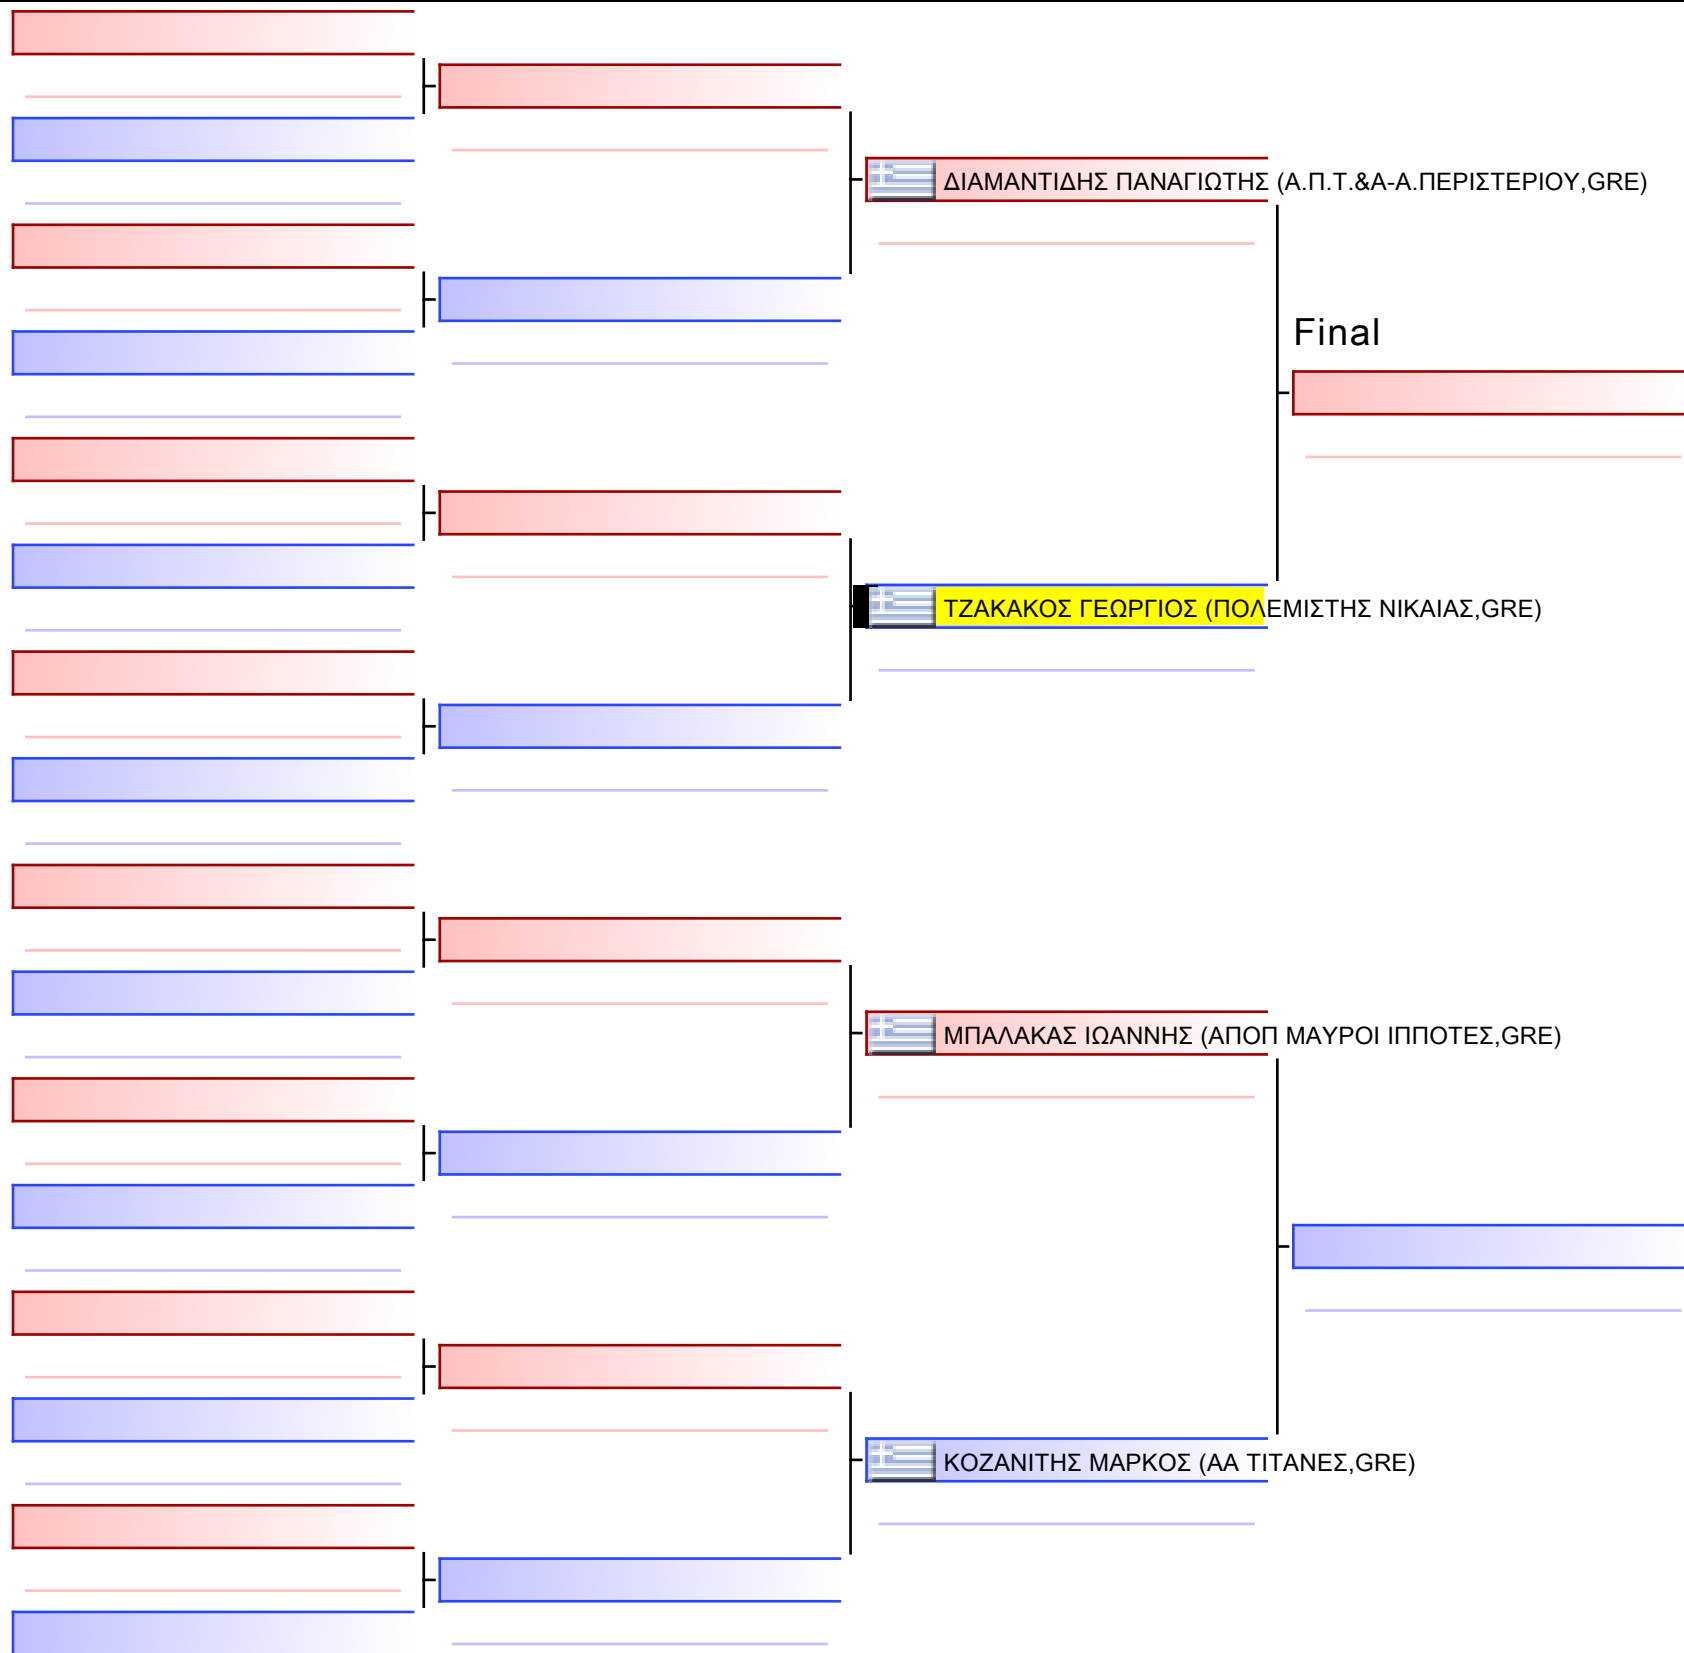 ΔΙΑΜΑΝΤΙΔΗΣ ΠΑΝΑΓΙΩΤΗΣ (Α.Π.Τ.&Α-Α.ΠΕΡΙΣΤΕΡΙΟΥ,GRE)
Final
ΤΖΑΚΑΚΟΣ ΓΕΩΡΓΙΟΣ (ΠΟΛΕΜΙΣΤΗΣ ΝΙΚΑΙΑΣ,GRE)
ΜΠΑΛΑΚΑΣ ΙΩΑΝΝΗΣ (ΑΠΟΠ ΜΑΥΡΟΙ ΙΠΠΟΤΕΣ,GRE)
ΚΟΖΑΝΙΤΗΣ ΜΑΡΚΟΣ (ΑΑ ΤΙΤΑΝΕΣ,GRE)